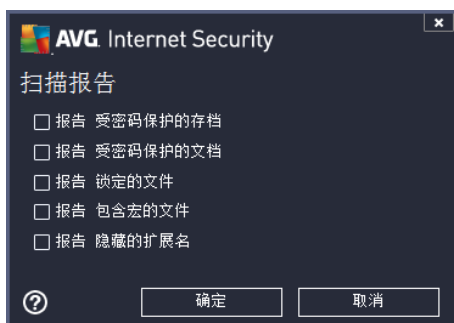 AVG. Internet Security
扫描报告
报告 受密码保护的存档
报告 受密码保护的文档
报告 锁定的文件
报告 包含宏的文件
报告 隐藏的扩展名
确定 取消